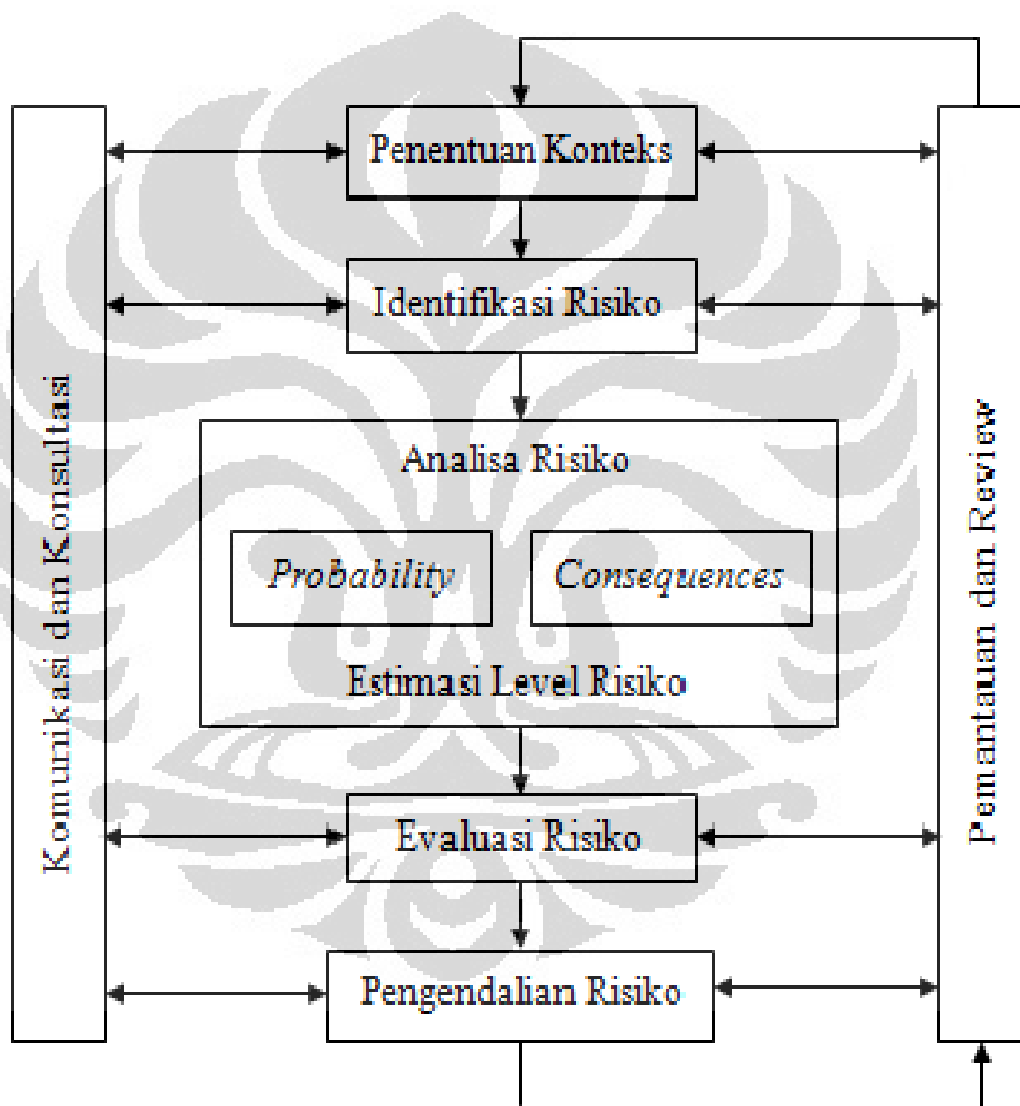 Penentuan Konteks
Identifikasi Risiko
Komunikasi dan Konsultasi
Analisa Risiko
Probability
Consequences
Estimasi Level Risiko
Pemantauan dan Review
Evaluasi Risiko
Pengendalian Risiko